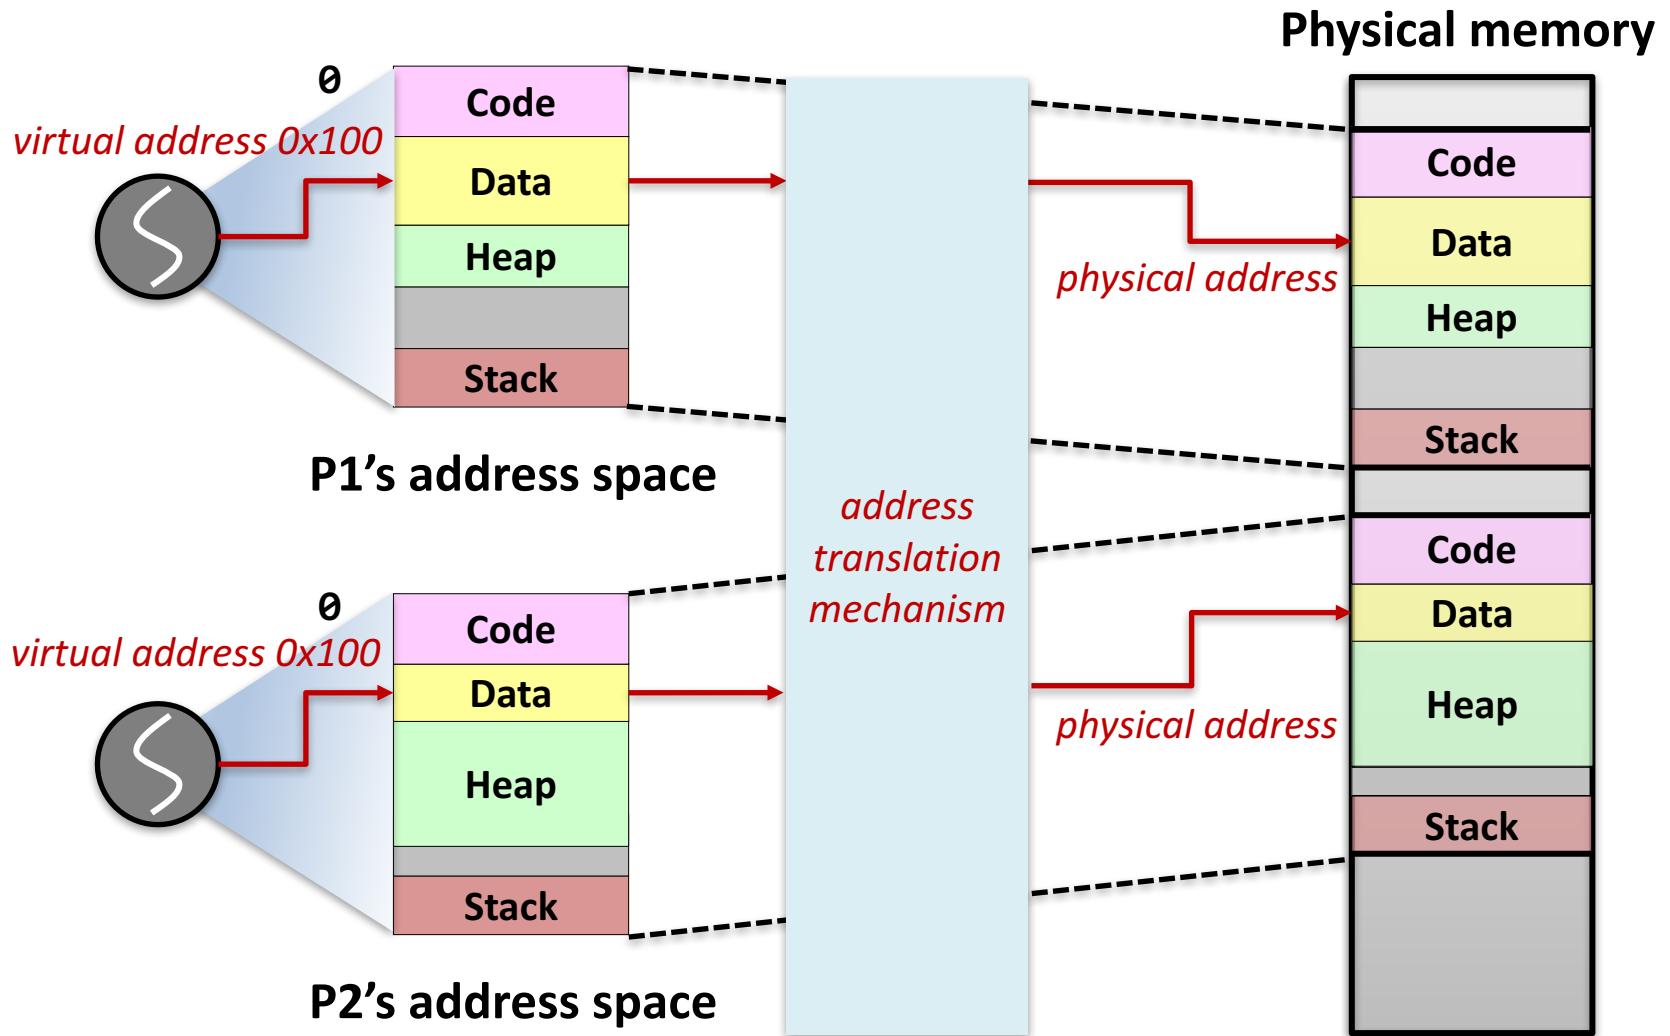 Physical memory
0
virtual address 0x100
Code
Data
Heap
Stack
P1's address space
0
virtual address 0x100
Code
Data
Heap
Stack
P2's address space
address
translation
mechanism
physical address
physical address
Code
Data
Heap
Stack
Code
Data
Heap
Stack